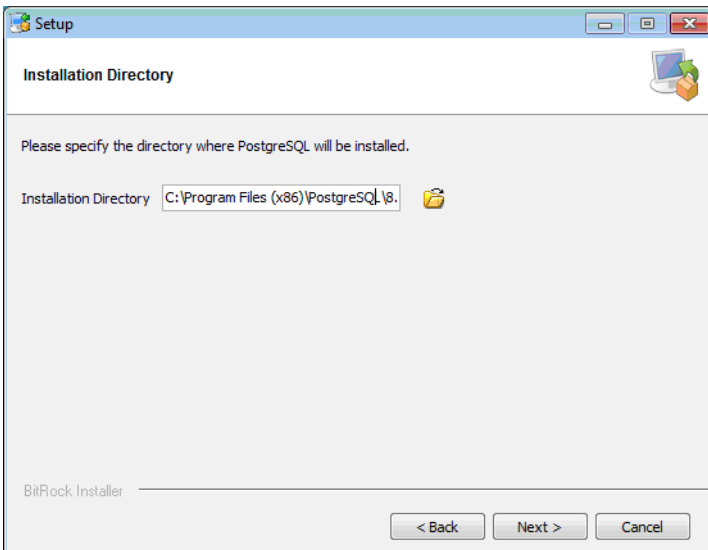 Setup
Installation Directory
Please specify the directory where PostgreSQL will be installed.
Installation Directory C:\Program Files (x86)\PostgreSQL\8.
BitRock Installer
< Back Next > Cancel